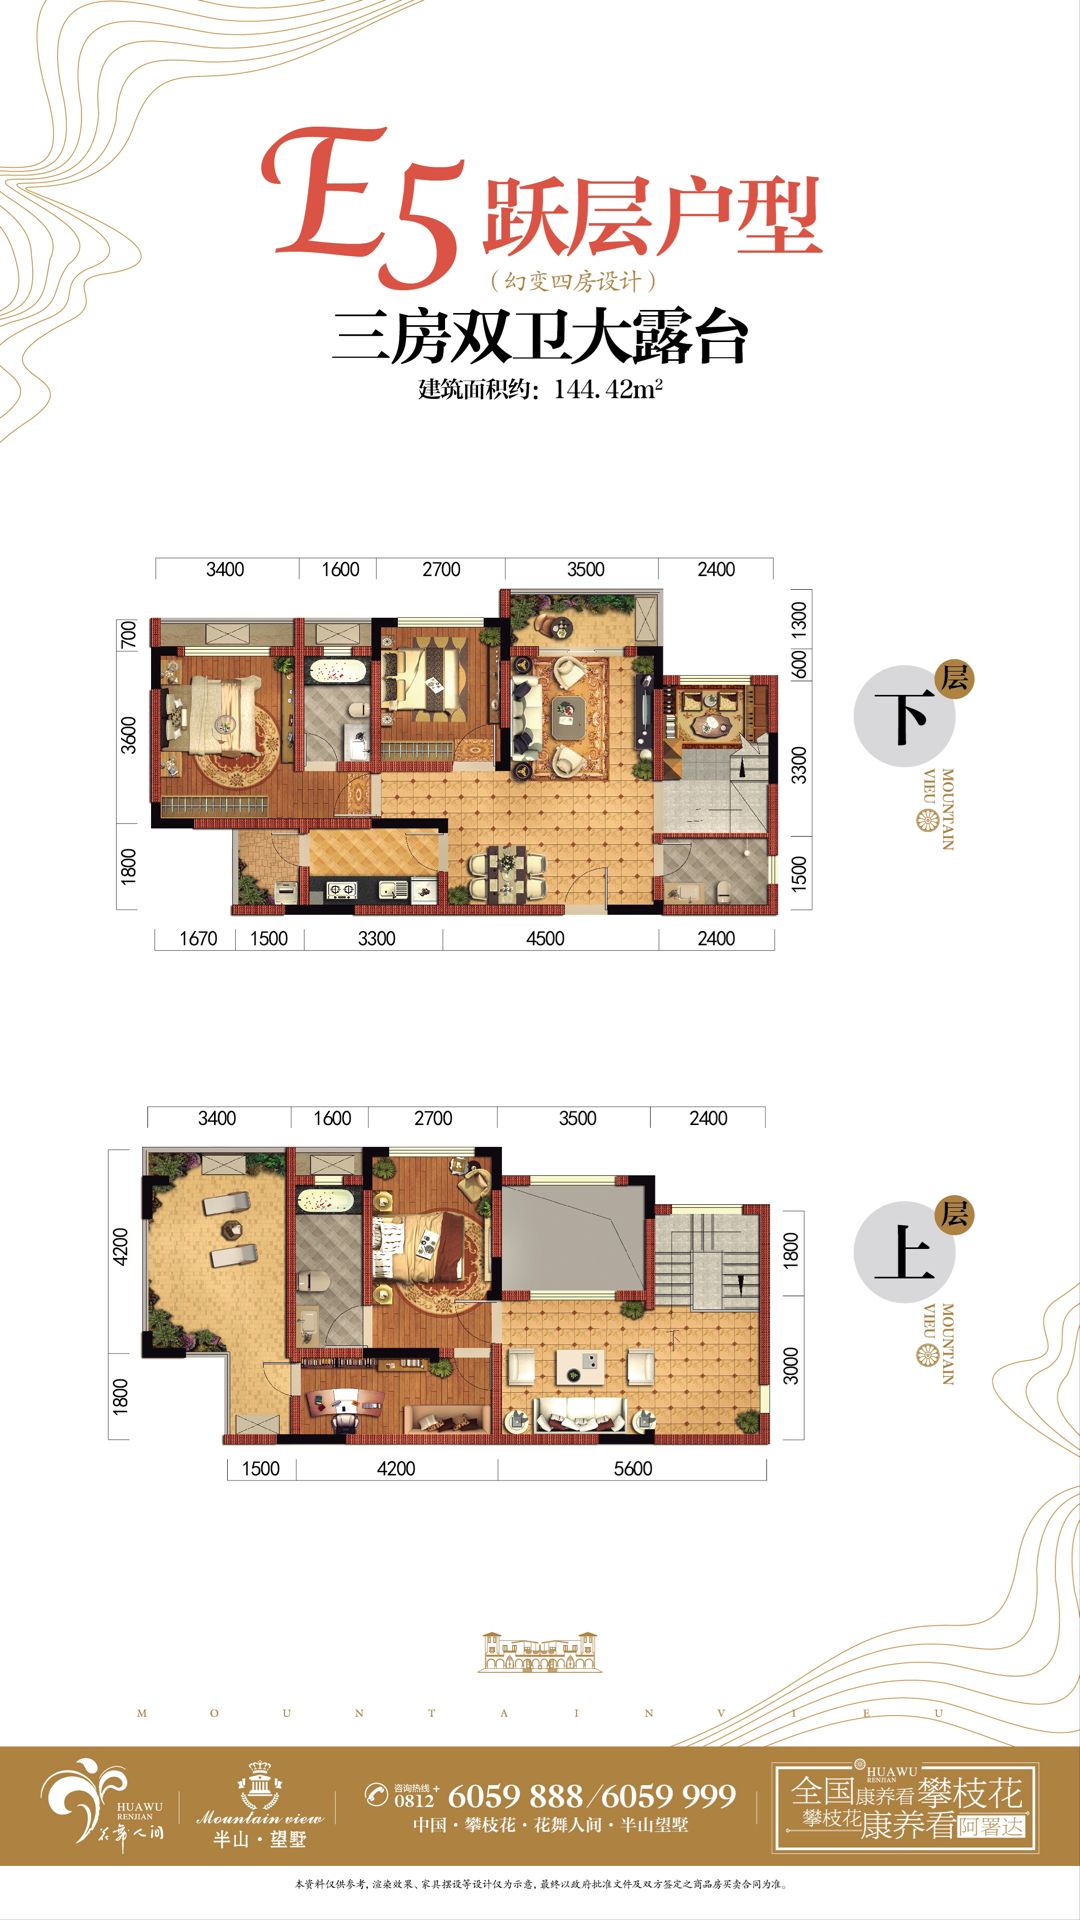 E5跃层户型
（幻变四房设计）
三房双卫大露台
建筑面积约：144.42m²
3400 1600 2700 3500 2400
700 3600 1800
1300 600 3300 1500
1670 1500 3300 4500 2400
下层
MOUNTAIN
VIEU
3400 1600 2700 3500 2400
4200 1800
1800 3000
下
1500 4200 5600
上层
MOUNTAIN
VIEU
MOUNTAINVIEU
HUAWU
RENJIAN
花舞人间
Mountain view
半山·望墅
咨询热线+
0812 6059 888/6059 999
中国·攀枝花·花舞人间·半山望墅
HUAWU
RENJIAN
全国康养看攀枝花
攀枝花康养看阿署达
本资料仅供参考，渲染效果、家具摆设等设计仅为示意，最终以政府批准文件及双方签定之商品房买卖合同为准。